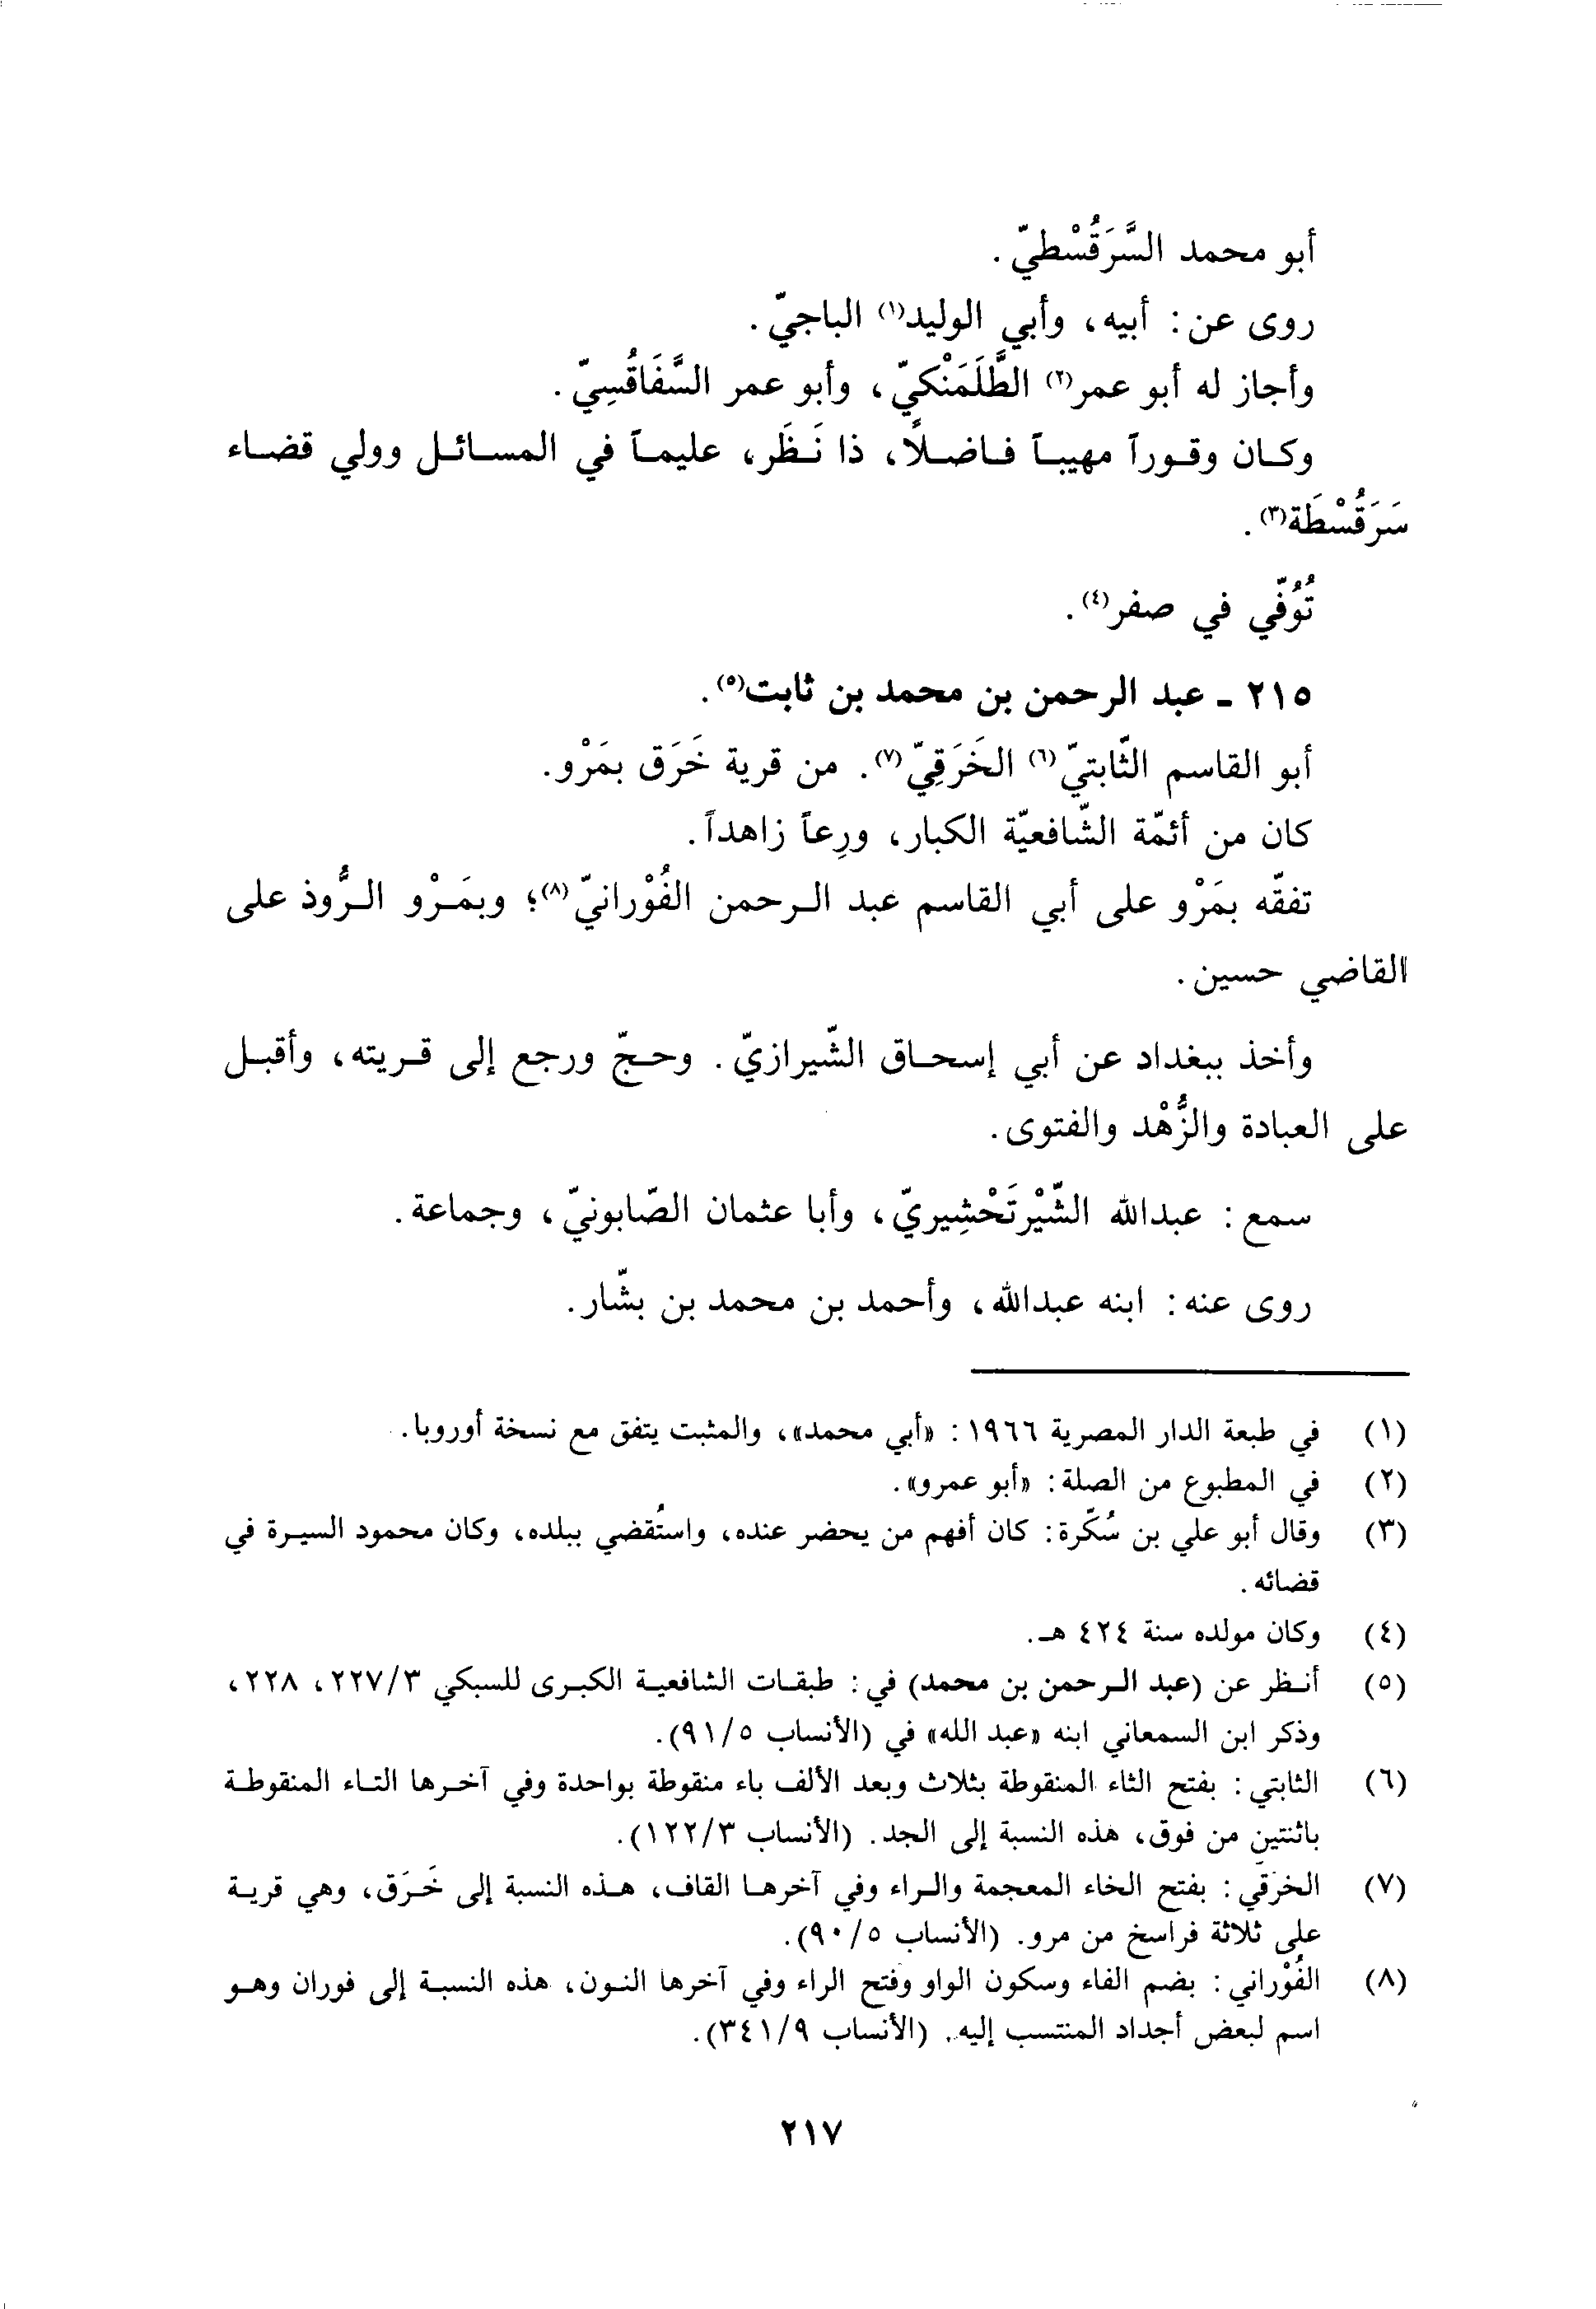 أبو محمد السَّرَقُسْطيّ.
روى عن: أبيه، وأبي الوليد(١) الباجيّ.
وأجاز له أبو عمر(٢) الطَّلَمَنْكيّ، وأبو عمر السَّفَاقُسِيّ.
وكان وقوراً مهيباً فاضلاً، ذا نَظَر، عليماً في المسائل وولي قضاء
سَرَقُسْطَة(٣).
تُوُفّي في صفر(٤).
٢١٥ - عبد الرحمن بن محمد بن ثابت(٥).
أبو القاسم الثّابتيّ(٦) الخَرَقِيّ(٧). من قرية خَرَق بمَرْو.
كان من أئمّة الشّافعيّة الكبار، ورِعاً زاهداً.
تفقّه بمَرْو على أبي القاسم عبد الرحمن الفُوْرانيّ(٨)؛ وبمَرْو الرُّوذ على
القاضي حسين.
وأخذ ببغداد عن أبي إسحاق الشّيرازيّ. وحجّ ورجع إلى قريته، وأقبل
على العبادة والزُّهْد والفتوى.
سمع: عبدالله الشّيْرتَحْشِيريّ، وأبا عثمان الصّابونيّ، وجماعة.
روى عنه: ابنه عبدالله، وأحمد بن محمد بن بشّار.
(١) في طبعة الدار المصرية ١٩٦٦: «أبي محمد»، والمثبت يتفق مع نسخة أوروبا.
(٢) في المطبوع من الصلة: «أبو عمرو».
(٣) وقال أبو علي بن سُكّرة: كان أفهم من يحضر عنده، واستُقضي ببلده، وكان محمود السيرة في
قضائه.
(٤) وكان مولده سنة ٤٢٤ هـ.
(٥) أنظر عن (عبد الرحمن بن محمد) في: طبقات الشافعية الكبرى للسبكي ٢٢٧/٣، ٢٢٨،
وذكر ابن السمعاني ابنه «عبد الله» في (الأنساب ٩١/٥).
(٦) الثابتي: بفتح الثاء المنقوطة بثلاث وبعد الألف باء منقوطة بواحدة وفي آخرها التاء المنقوطة
باثنتين من فوق، هذه النسبة إلى الجد. (الأنساب ١٢٢/٣).
(٧) الخرَقي: بفتح الخاء المعجمة والراء وفي آخرها القاف، هذه النسبة إلى خَرَق، وهي قرية
على ثلاثة فراسخ من مرو. (الأنساب ٩٠/٥).
(٨) الفُوْراني: بضم الفاء وسكون الواو وفتح الراء وفي آخرها النون، هذه النسبة إلى فوران وهو
اسم لبعض أجداد المنتسب إليه. (الأنساب ٣٤١/٩).
٢١٧